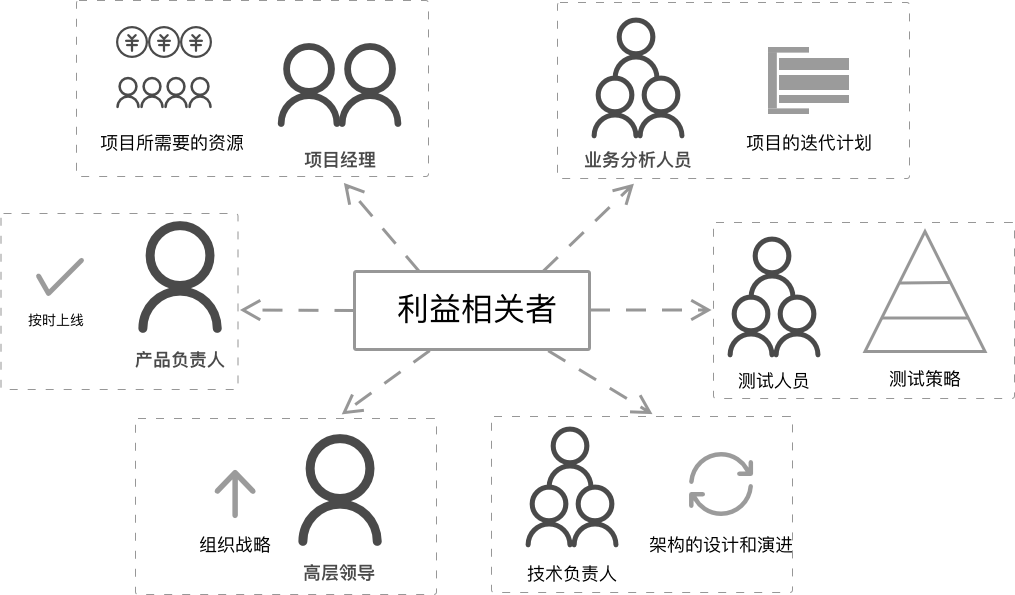 项目所需要的资源
项目经理
业务分析人员
项目的迭代计划
按时上线
产品负责人
利益相关者
测试人员
测试策略
组织战略
高层领导
技术负责人
架构的设计和演进